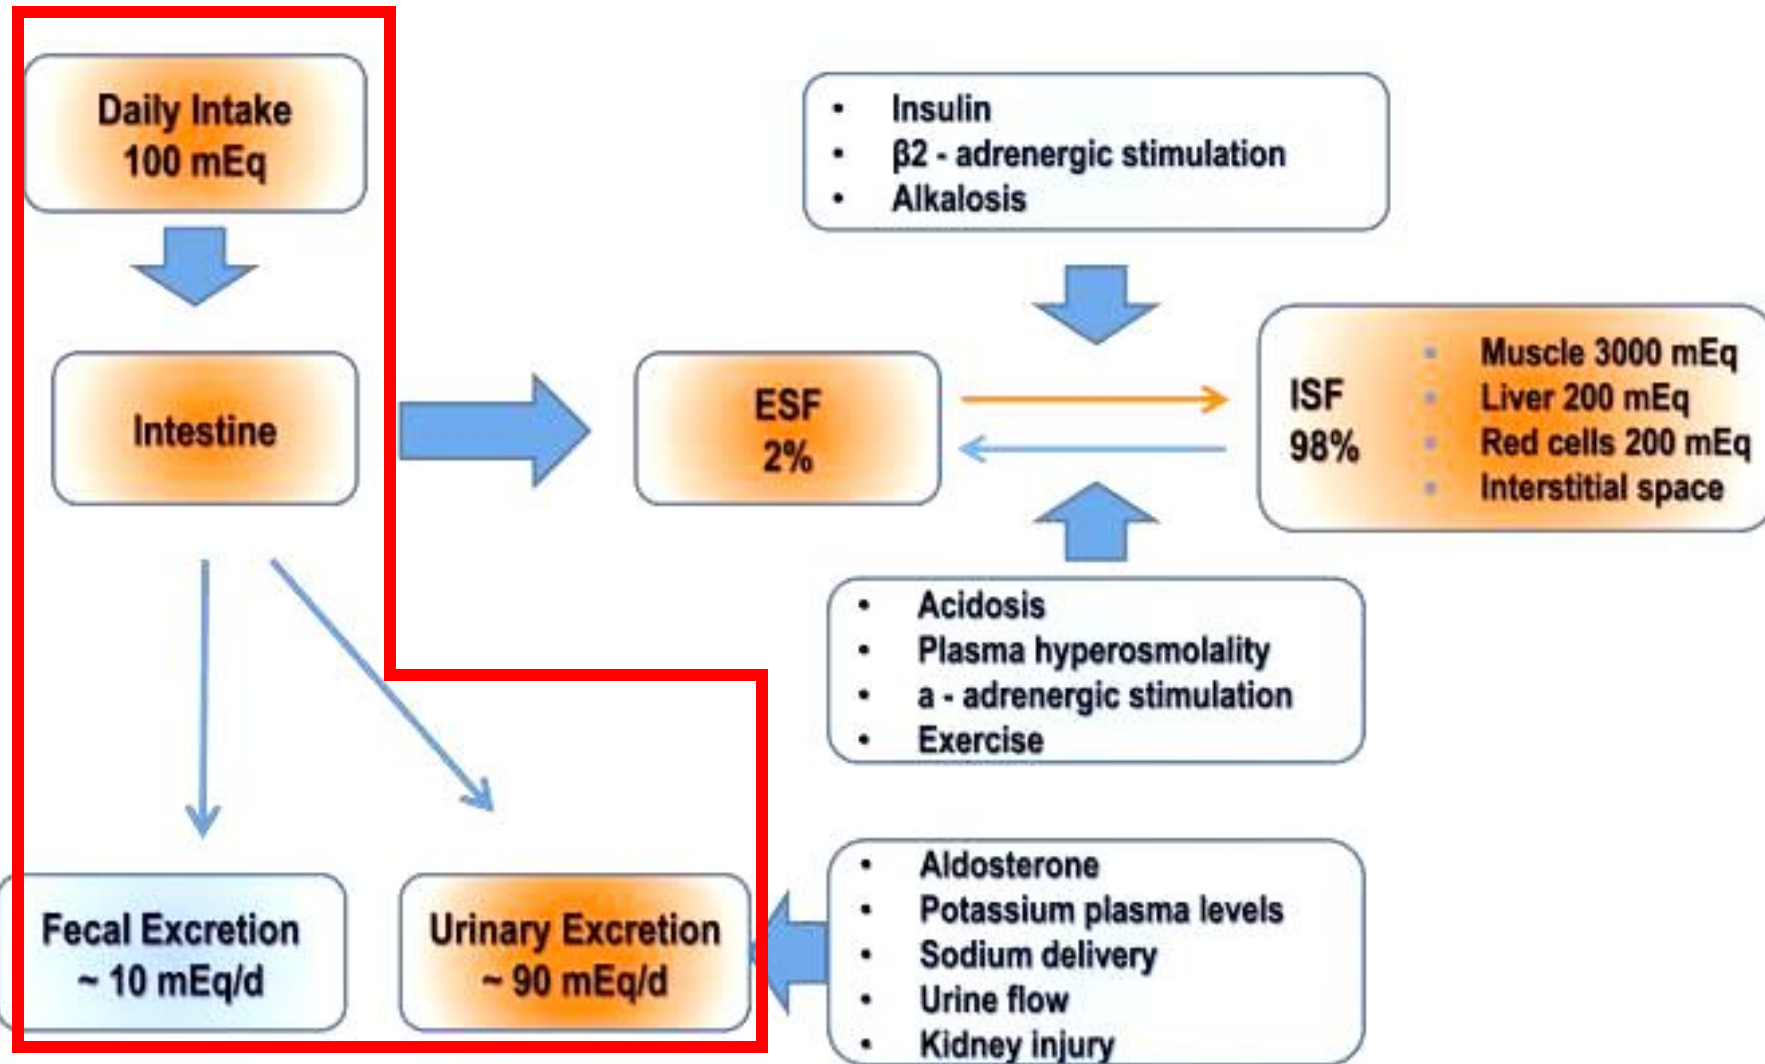 Daily Intake
100 mEq
Intestine
Fecal Excretion
~ 10 mEq/d
Urinary Excretion
~ 90 mEq/d
ESF
2%
• Insulin
• β2 - adrenergic stimulation
• Alkalosis
ISF
98%
• Muscle 3000 mEq
• Liver 200 mEq
• Red cells 200 mEq
• Interstitial space
• Acidosis
• Plasma hyperosmolality
• a - adrenergic stimulation
• Exercise
• Aldosterone
• Potassium plasma levels
• Sodium delivery
• Urine flow
• Kidney injury